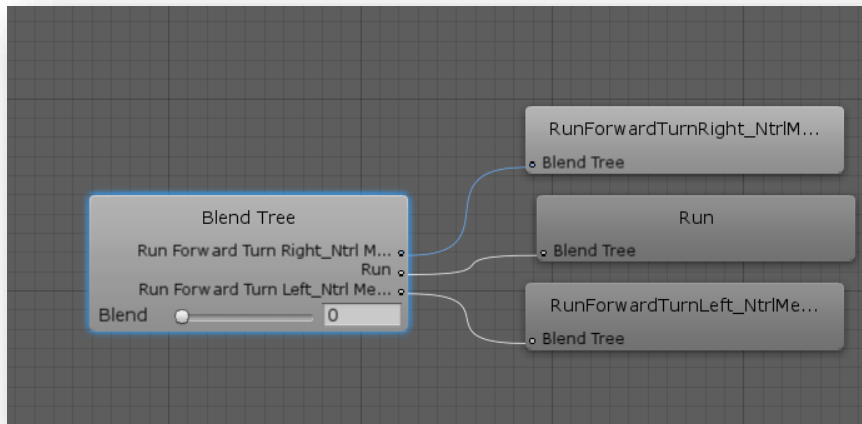 RunForwardTurnRight_NtrlM...
Blend Tree
Blend Tree
Run Forward Turn Right_Ntrl M...
Run
Run Forward Turn Left_Ntrl Me...
Blend 0
Run
Blend Tree
RunForwardTurnLeft_NtrlMe...
Blend Tree